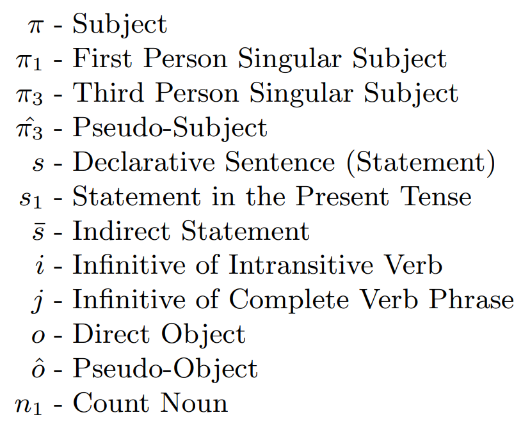 π - Subject
π₁ - First Person Singular Subject
π₃ - Third Person Singular Subject
π̂₃ - Pseudo-Subject
s - Declarative Sentence (Statement)
s₁ - Statement in the Present Tense
s̄ - Indirect Statement
i - Infinitive of Intransitive Verb
j - Infinitive of Complete Verb Phrase
o - Direct Object
ô - Pseudo-Object
n₁ - Count Noun